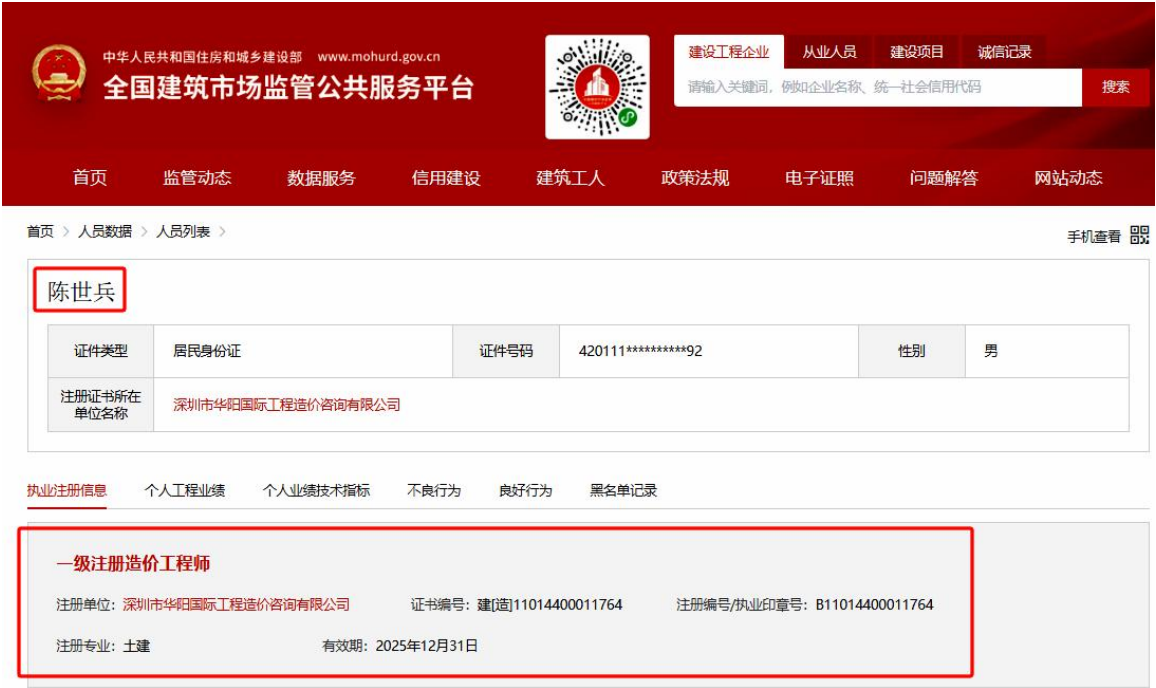 中华人民共和国住房和城乡建设部 www.mohurd.gov.cn
全国建筑市场监管公共服务平台
建设工程企业 从业人员 建设项目 诚信记录
请输入关键词，例如企业名称、统一社会信用代码 搜索
首页 监管动态 数据服务 信用建设 建筑工人 政策法规 电子证照 问题解答 网站动态
首页 > 人员数据 > 人员列表 >
手机查看
陈世兵
证件类型 居民身份证 证件号码 420111**********92 性别 男
注册证书所在
单位名称
深圳市华阳国际工程造价咨询有限公司
执业注册信息 个人工程业绩 个人业绩技术指标 不良行为 良好行为 黑名单记录
一级注册造价工程师
注册单位：深圳市华阳国际工程造价咨询有限公司 证书编号：建[造]11014400011764 注册编号/执业印章号：B11014400011764
注册专业：土建 有效期：2025年12月31日